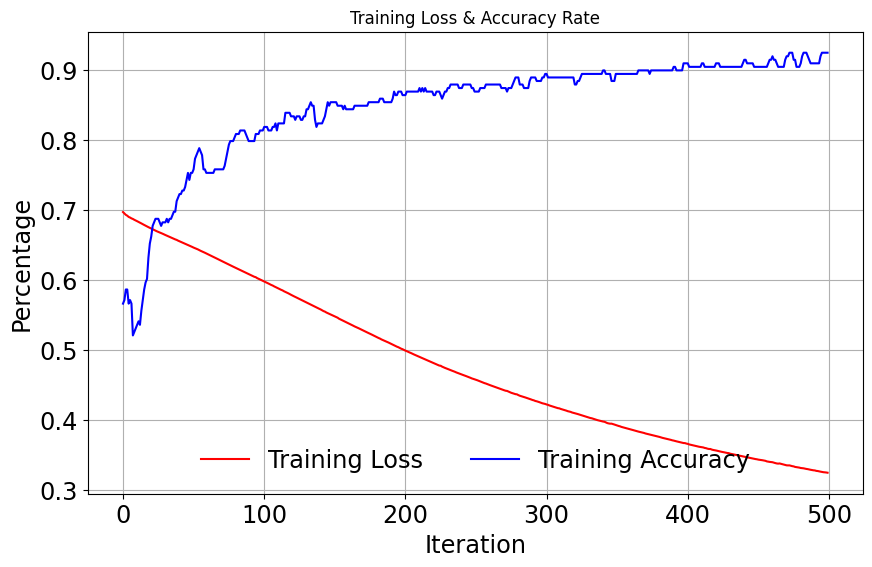 Training Loss & Accuracy Rate
Percentage
0.9
0.8
0.7
0.6
0.5
0.4
0.3
Training Loss Training Accuracy
0 100 200 300 400 500
Iteration